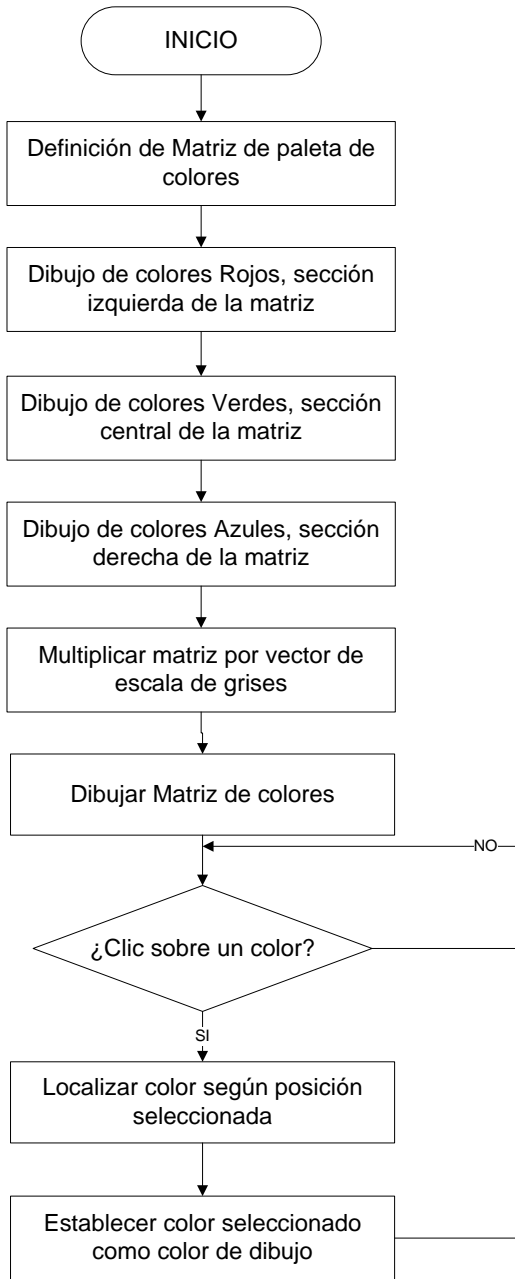 INICIO
Definición de Matriz de paleta de
colores
Dibujo de colores Rojos, sección
izquierda de la matriz
Dibujo de colores Verdes, sección
central de la matriz
Dibujo de colores Azules, sección
derecha de la matriz
Multiplicar matriz por vector de
escala de grises
Dibujar Matriz de colores
NO
¿Clic sobre un color?
SI
Localizar color según posición
seleccionada
Establecer color seleccionado
como color de dibujo